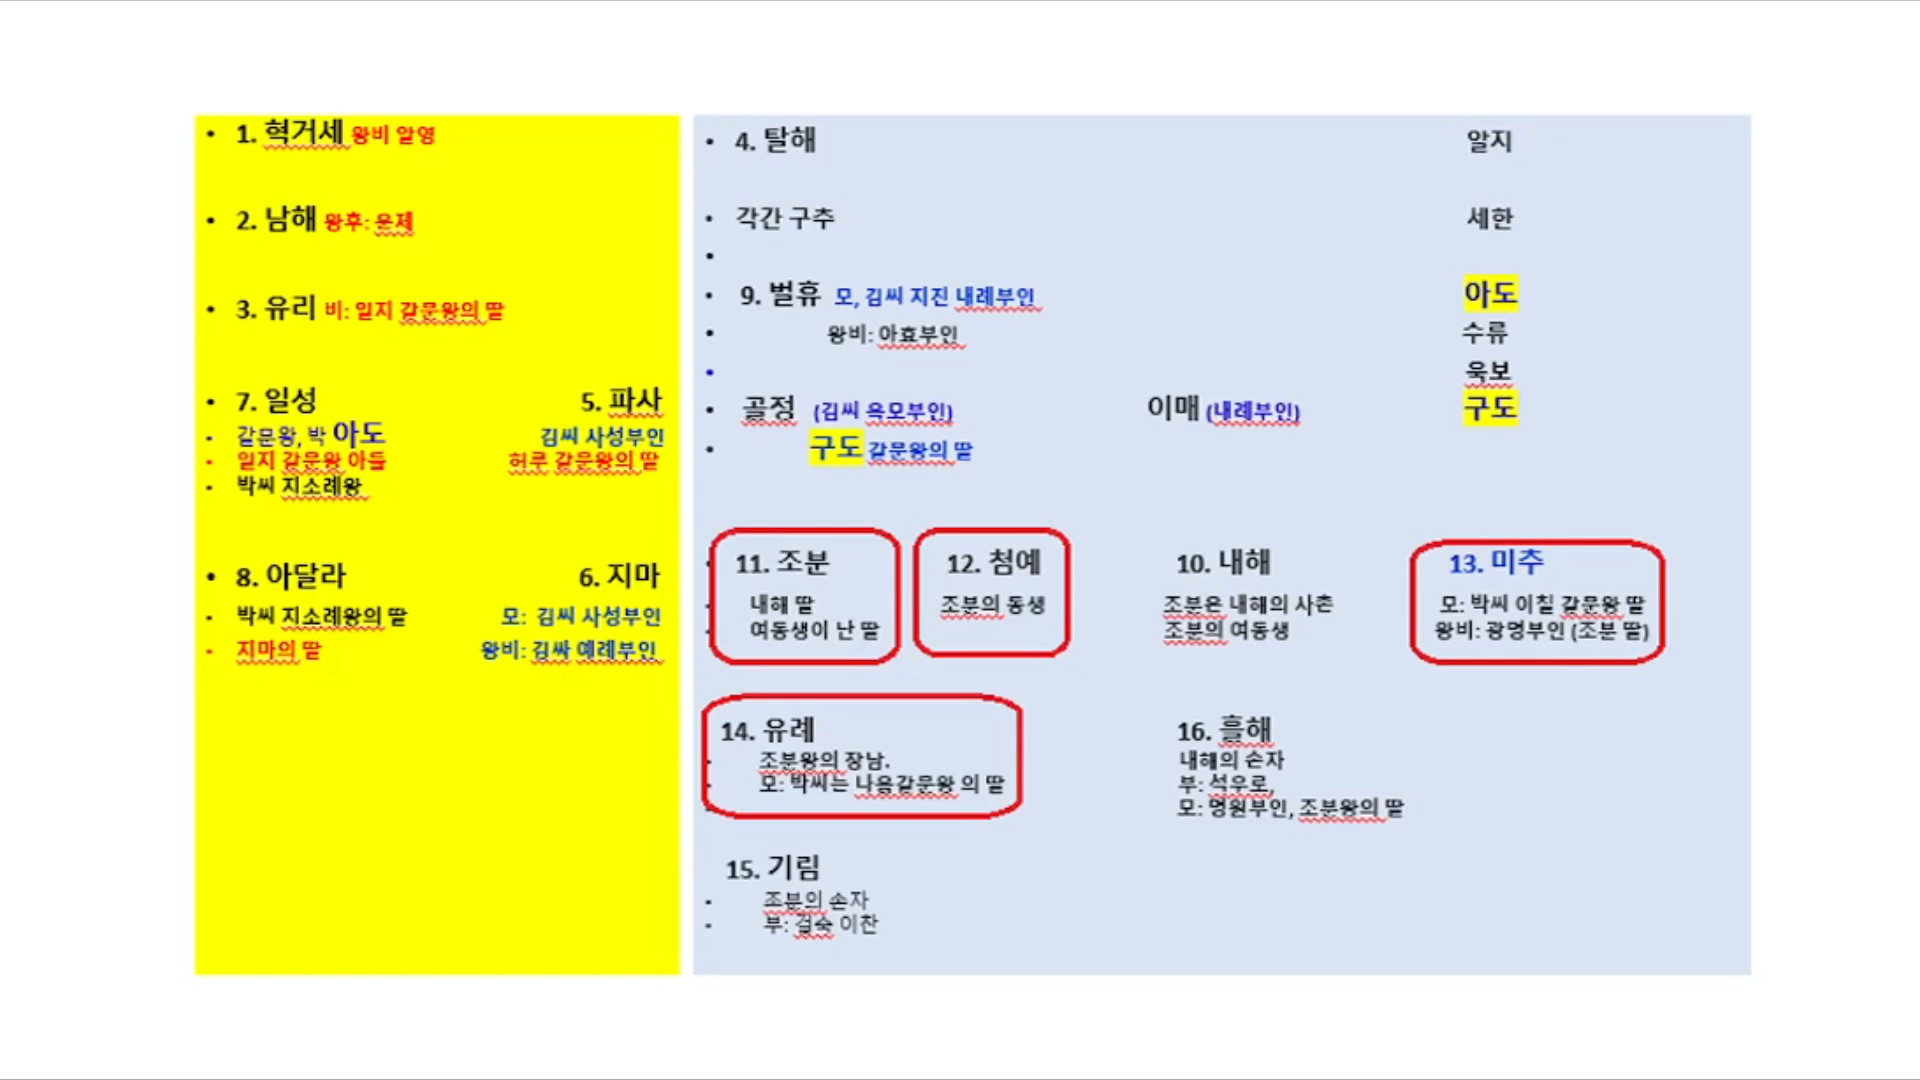 1. 혁거세 왕비 알영
2. 남해 왕후: 운제
3. 유리 비: 일지 갈문왕의 딸
7. 일성 5. 파사
갈문왕, 박 아도 김씨 사성부인
일지 갈문왕 아들 허루 갈문왕의 딸
박씨 지소례왕
8. 아달라 6. 지마
박씨 지소례왕의 딸 모: 김씨 사성부인
지마의 딸 왕비: 김싸 예례부인
4. 탈해 알지
각간 구추 세한
9. 벌휴 모, 김씨 지진 내례부인 아도
왕비: 아효부인 수류
욱보
골정 (김씨 옥모부인) 이매 (내례부인) 구도
구도 갈문왕의 딸
11. 조분 12. 첨예 10. 내해 13. 미추
내해 딸 조분의 동생 조분은 내해의 사촌 모: 박씨 이칠 갈문왕 딸
여동생이 난 딸 조분의 여동생 왕비: 광명부인 (조분 딸)
14. 유례 16. 흘해
조분왕의 장남. 내해의 손자
모: 박씨는 나음갈문왕 의 딸 부: 석우로,
모: 명원부인, 조분왕의 딸
15. 기림
조분의 손자
부: 걸숙 이찬